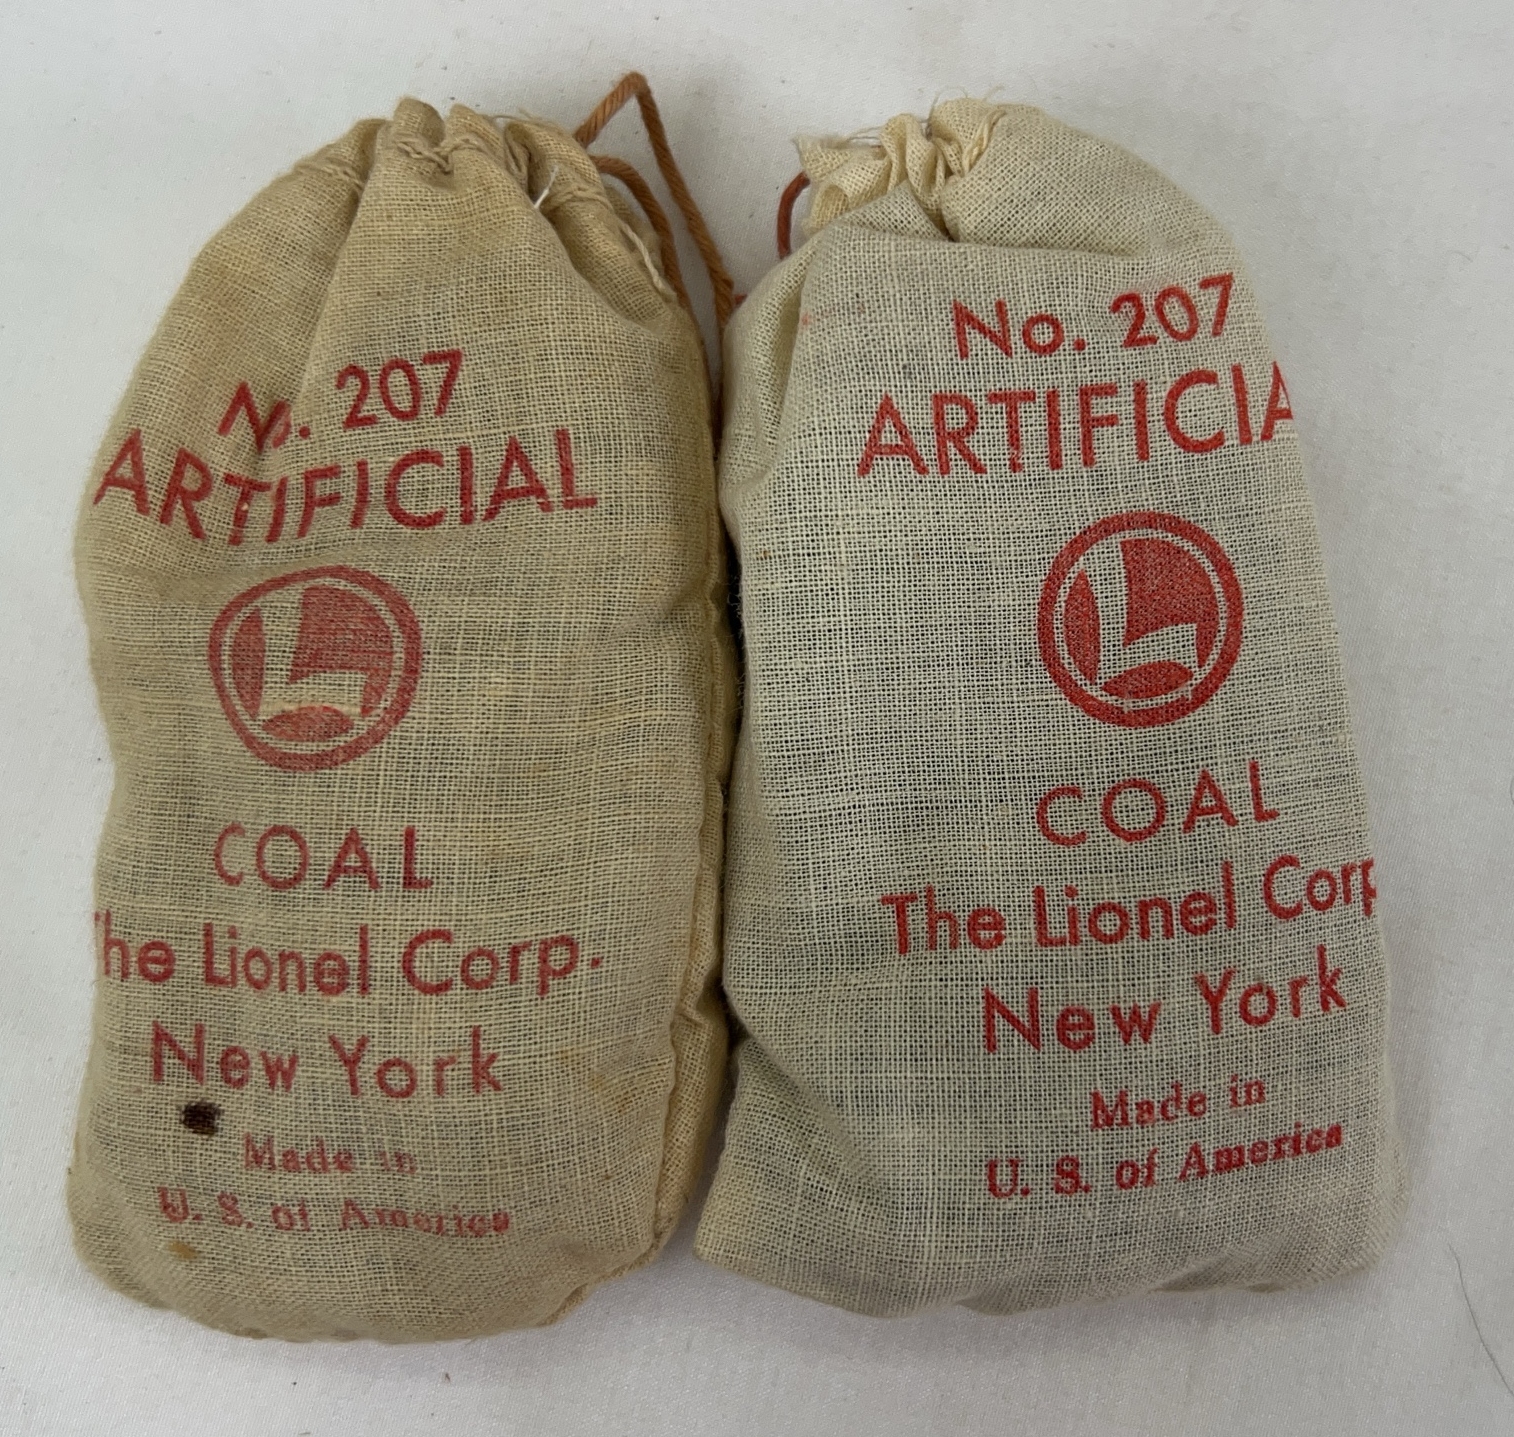 No. 207
ARTIFICIAL
L
COAL
The Lionel Corp.
New York
Made in
U. S. of America
No. 207
ARTIFICIA
L
COAL
The Lionel Corp
New York
Made in
U. S. of America